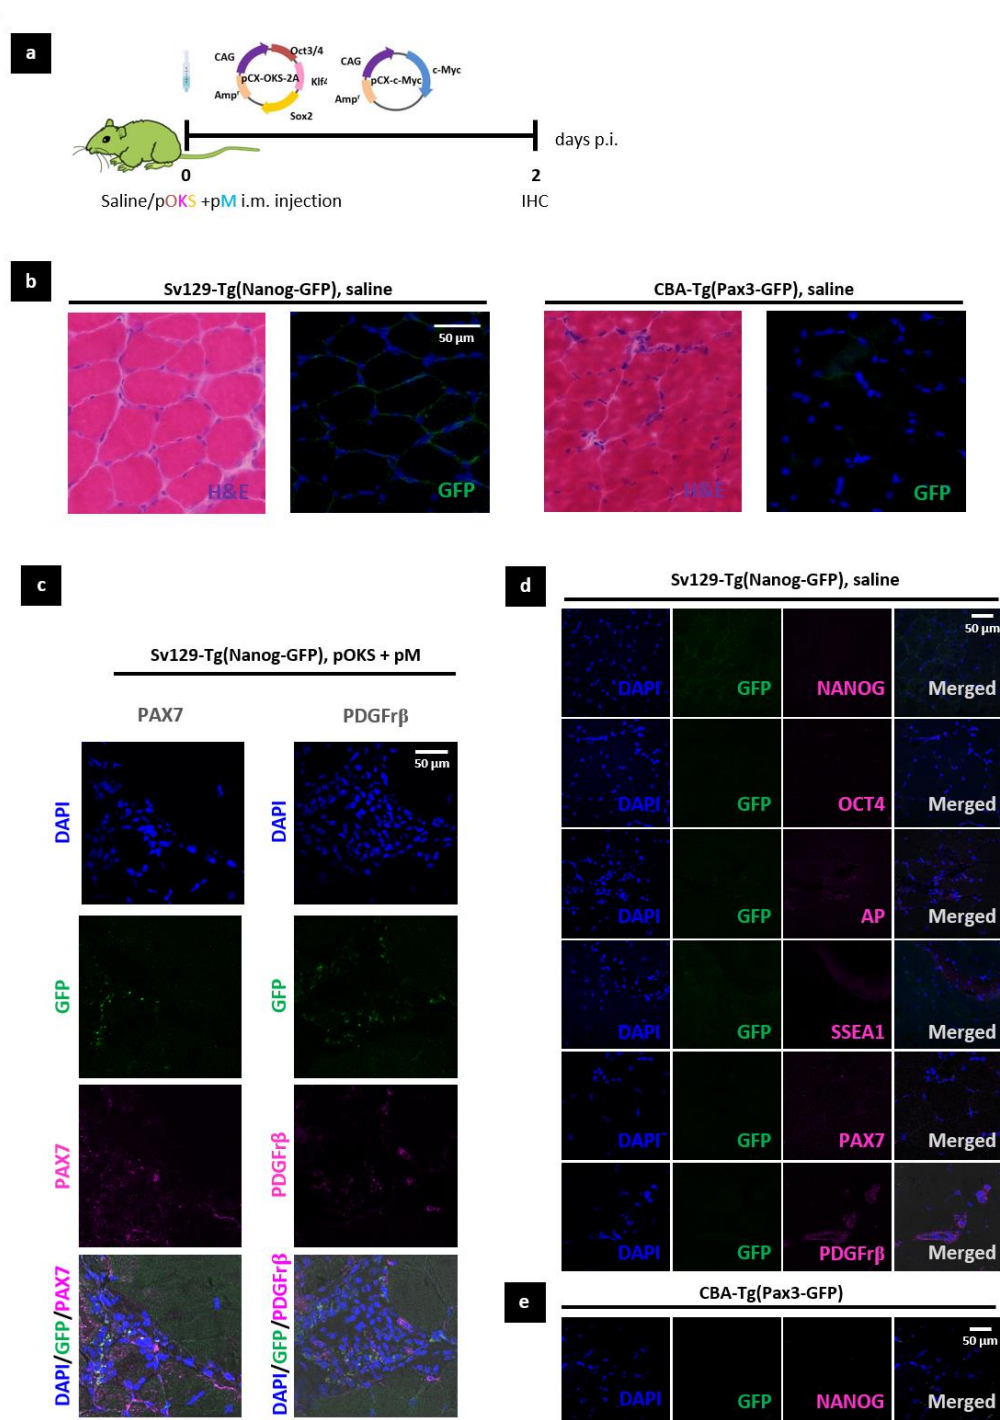 a
CAG
Oct3/4
pCX-OKS-2A
Klf4
Ampr
Sox2
CAG
c-Myc
pCX-c-Myc
Ampr
days p.i.
0
2
Saline/pOKS +pM i.m. injection
IHC
b
Sv129-Tg(Nanog-GFP), saline
CBA-Tg(Pax3-GFP), saline
50 µm
H&E
GFP
H&E
GFP
c
Sv129-Tg(Nanog-GFP), pOKS + pM
PAX7
PDGFrβ
50 µm
DAPI
DAPI
GFP
GFP
PAX7
PDGFrβ
DAPI/GFP/PAX7
DAPI/GFP/PDGFrβ
d
Sv129-Tg(Nanog-GFP), saline
50 µm
DAPI GFP NANOG Merged
DAPI GFP OCT4 Merged
DAPI GFP AP Merged
DAPI GFP SSEA1 Merged
DAPI GFP PAX7 Merged
DAPI GFP PDGFrβ Merged
e
CBA-Tg(Pax3-GFP)
50 µm
DAPI GFP NANOG Merged